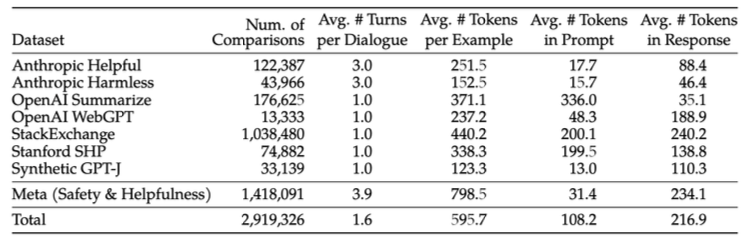 Dataset Num. of Comparisons Avg. # Turns per Dialogue Avg. # Tokens per Example Avg. # Tokens in Prompt Avg. # Tokens in Response
Anthropic Helpful 122,387 3.0 251.5 17.7 88.4
Anthropic Harmless 43,966 3.0 152.5 15.7 46.4
OpenAI Summarize 176,625 1.0 371.1 336.0 35.1
OpenAI WebGPT 13,333 1.0 237.2 48.3 188.9
StackExchange 1,038,480 1.0 440.2 200.1 240.2
Stanford SHP 74,882 1.0 338.3 199.5 138.8
Synthetic GPT-J 33,139 1.0 123.3 13.0 110.3
Meta (Safety & Helpfulness) 1,418,091 3.9 798.5 31.4 234.1
Total 2,919,326 1.6 595.7 108.2 216.9